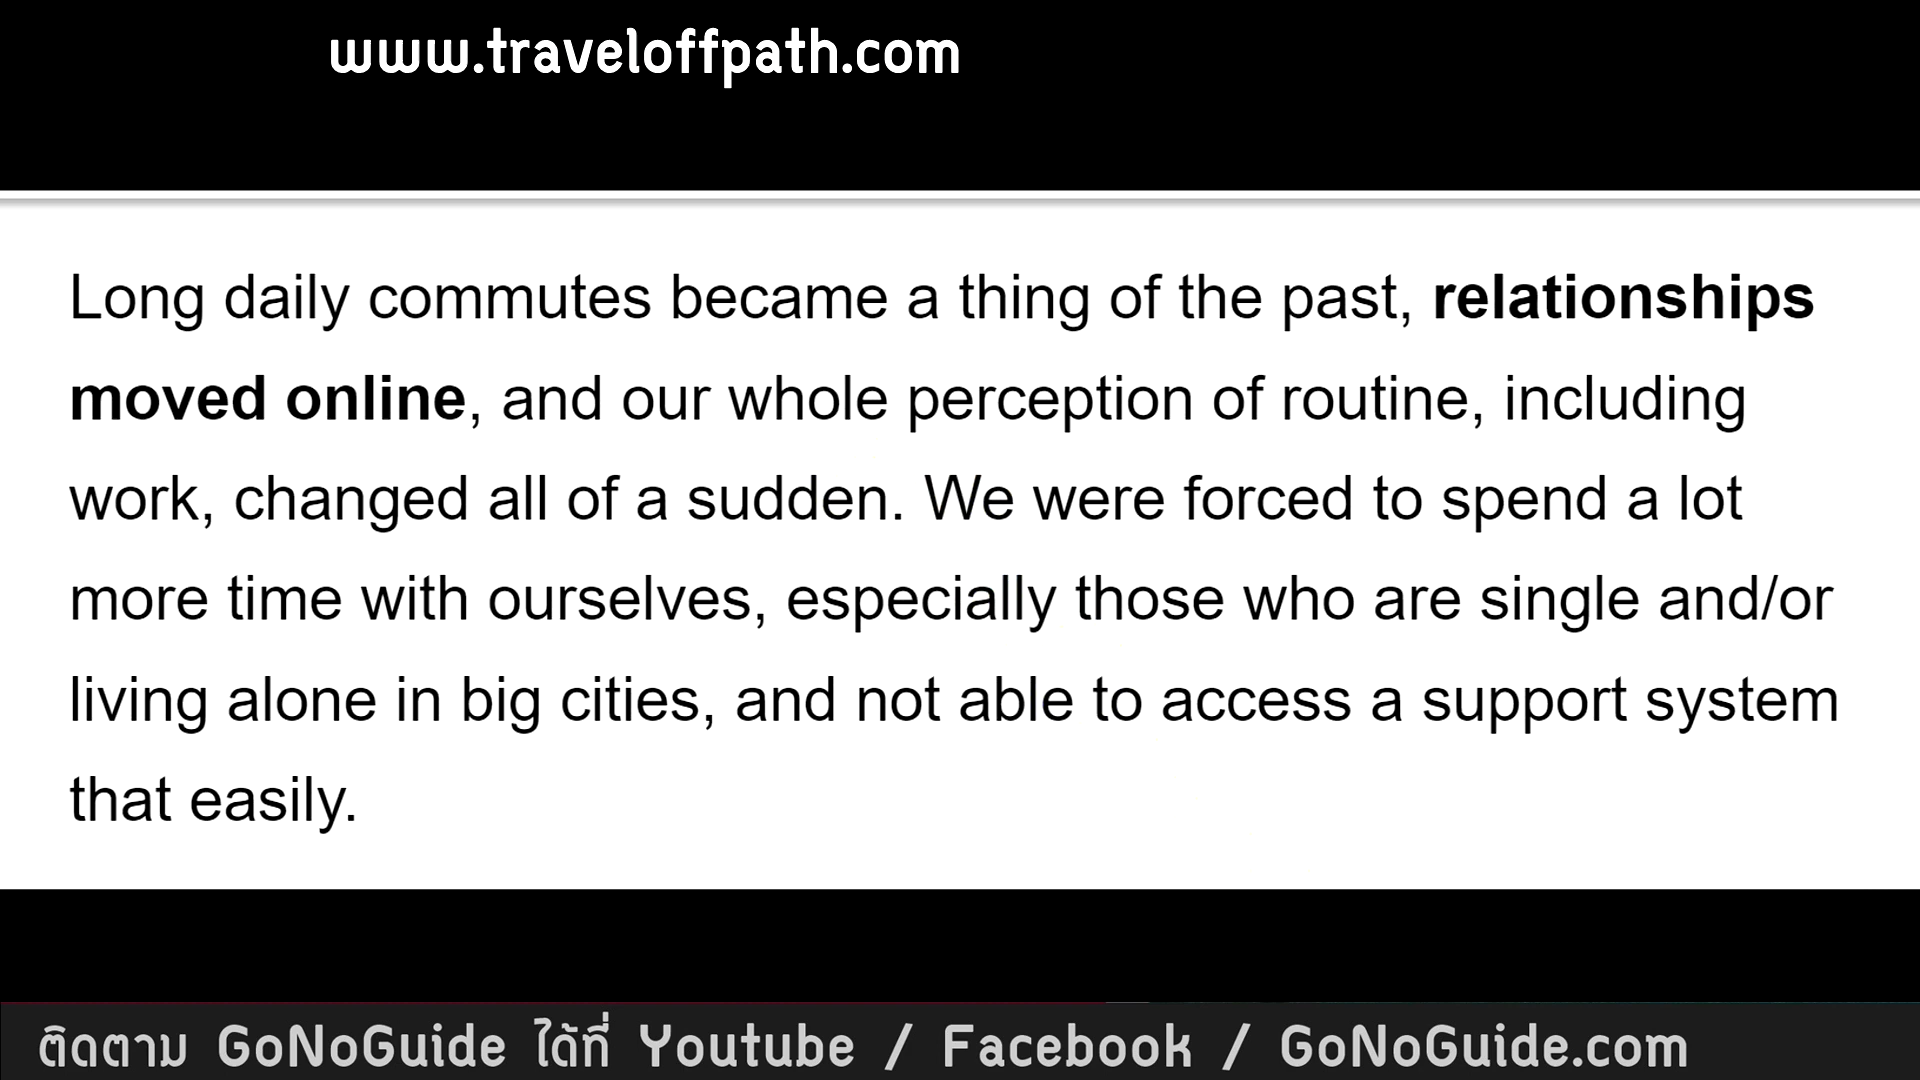 www.traveloffpath.com
Long daily commutes became a thing of the past, relationships
moved online, and our whole perception of routine, including
work, changed all of a sudden. We were forced to spend a lot
more time with ourselves, especially those who are single and/or
living alone in big cities, and not able to access a support system
that easily.
ติดตาม GoNoGuide ได้ที่ Youtube / Facebook / GoNoGuide.com